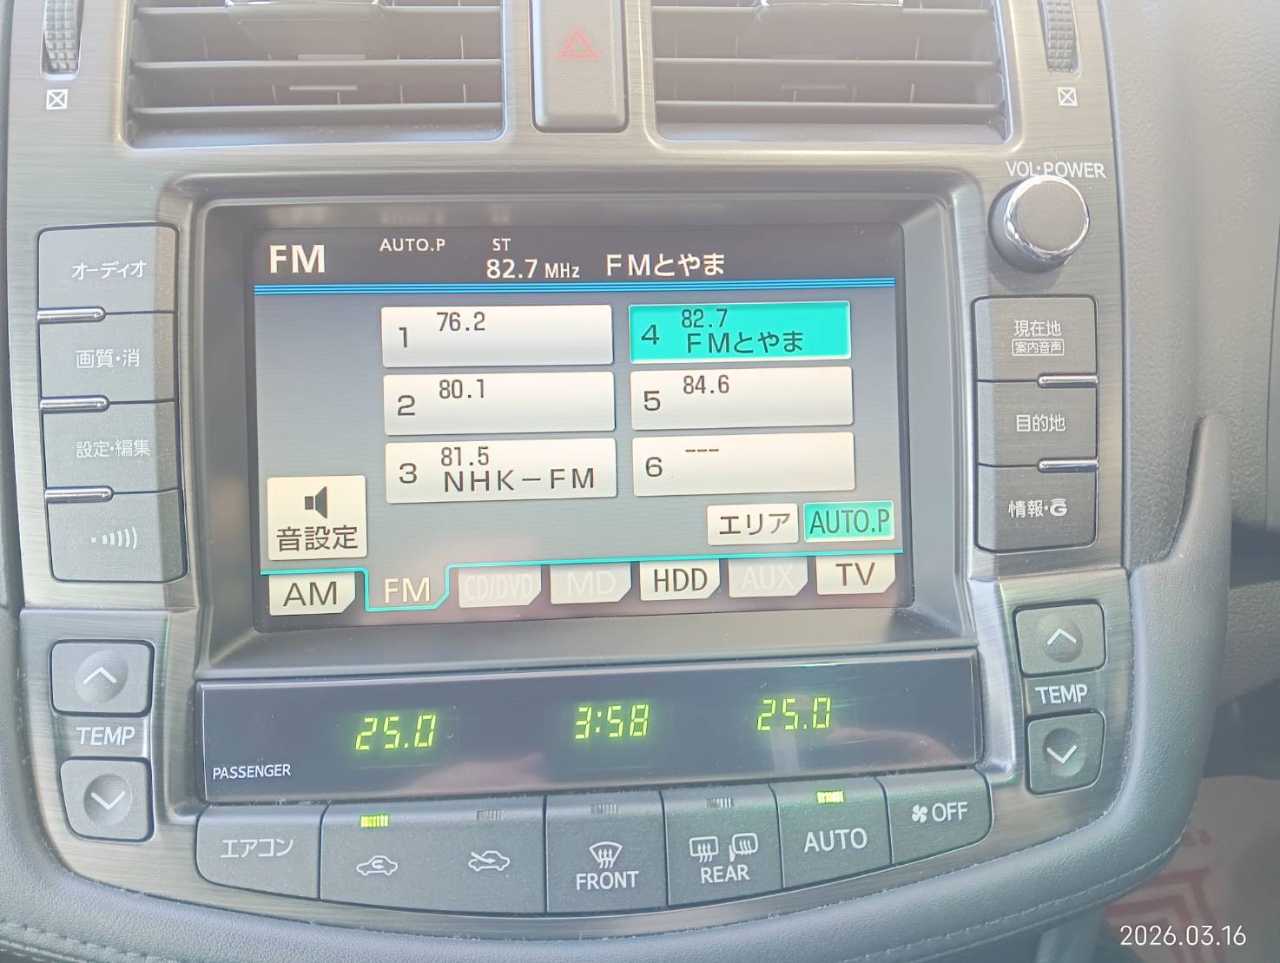 VOL·POWER
オーディオ
画質·消
設定·編集
FM
AUTO.P
ST
82.7 MHz
FMとやま
1 76.2
2 80.1
3 81.5
NHK-FM
4 82.7
FMとやま
5 84.6
6 ---
音設定
エリア
AUTO.P
AM
FM
CD/DVD
MD
HDD
AUX
TV
現在地
案内音声
目的地
情報·G
TEMP
25.0
3:58
25.0
TEMP
PASSENGER
エアコン
FRONT
REAR
AUTO
OFF
2026.03.16